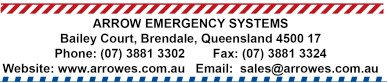 ARROW EMERGENCY SYSTEMS
Bailey Court, Brendale, Queensland 4500 17
Phone: (07) 3881 3302 Fax: (07) 3881 3324
Website: www.arrowes.com.au Email: sales@arrowes.com.au